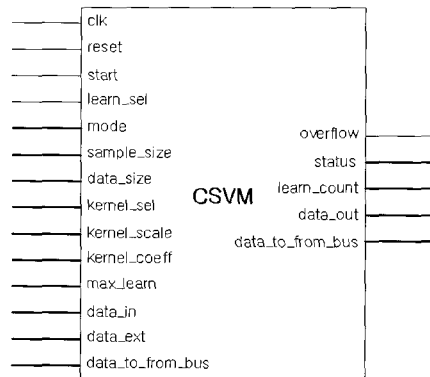 clk
reset
start
learn_sel
mode
sample_size
data_size
kernel_sel
kernel_scale
kernel_coeff
max_learn
data_in
data_ext
data_to_from_bus
CSVM
overflow
status
learn_count
data_out
data_to_from_bus